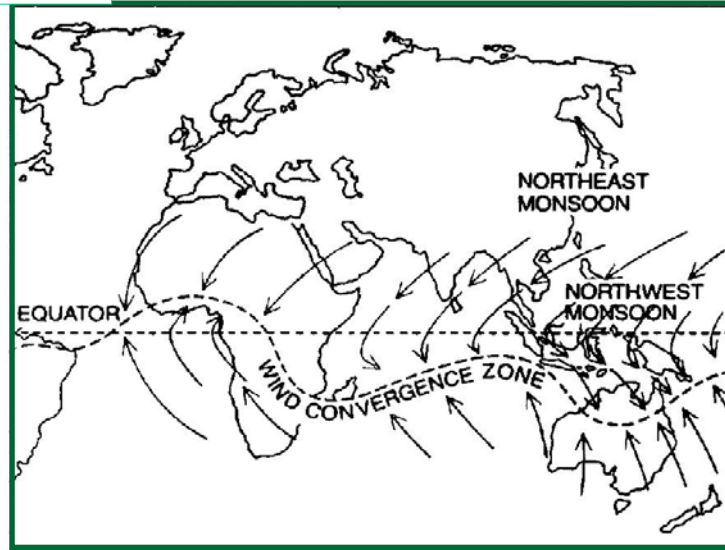 NORTHEAST
MONSOON
EQUATOR
NORTHWEST
MONSOON
WIND CONVERGENCE ZONE